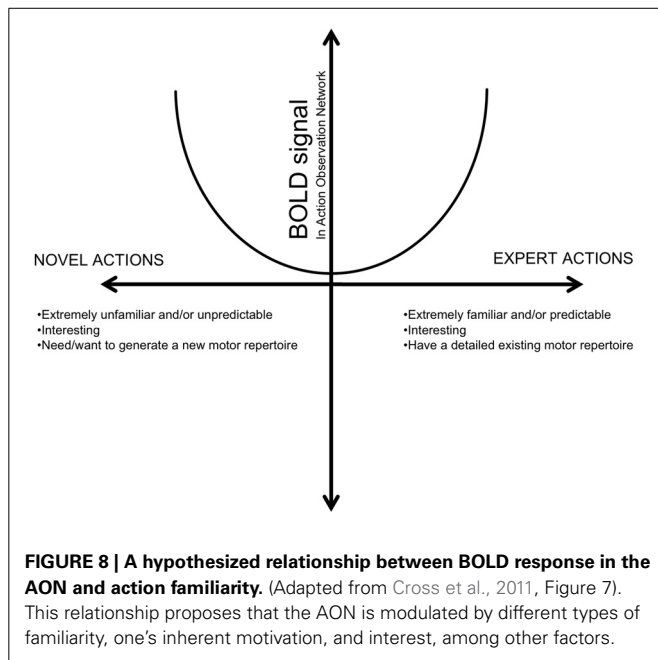 BOLD signal
In Action Observation Network
NOVEL ACTIONS
EXPERT ACTIONS
•Extremely unfamiliar and/or unpredictable
•Interesting
•Need/want to generate a new motor repertoire
•Extremely familiar and/or predictable
•Interesting
•Have a detailed existing motor repertoire
FIGURE 8 | A hypothesized relationship between BOLD response in the
AON and action familiarity. (Adapted from Cross et al., 2011, Figure 7).
This relationship proposes that the AON is modulated by different types of
familiarity, one's inherent motivation, and interest, among other factors.